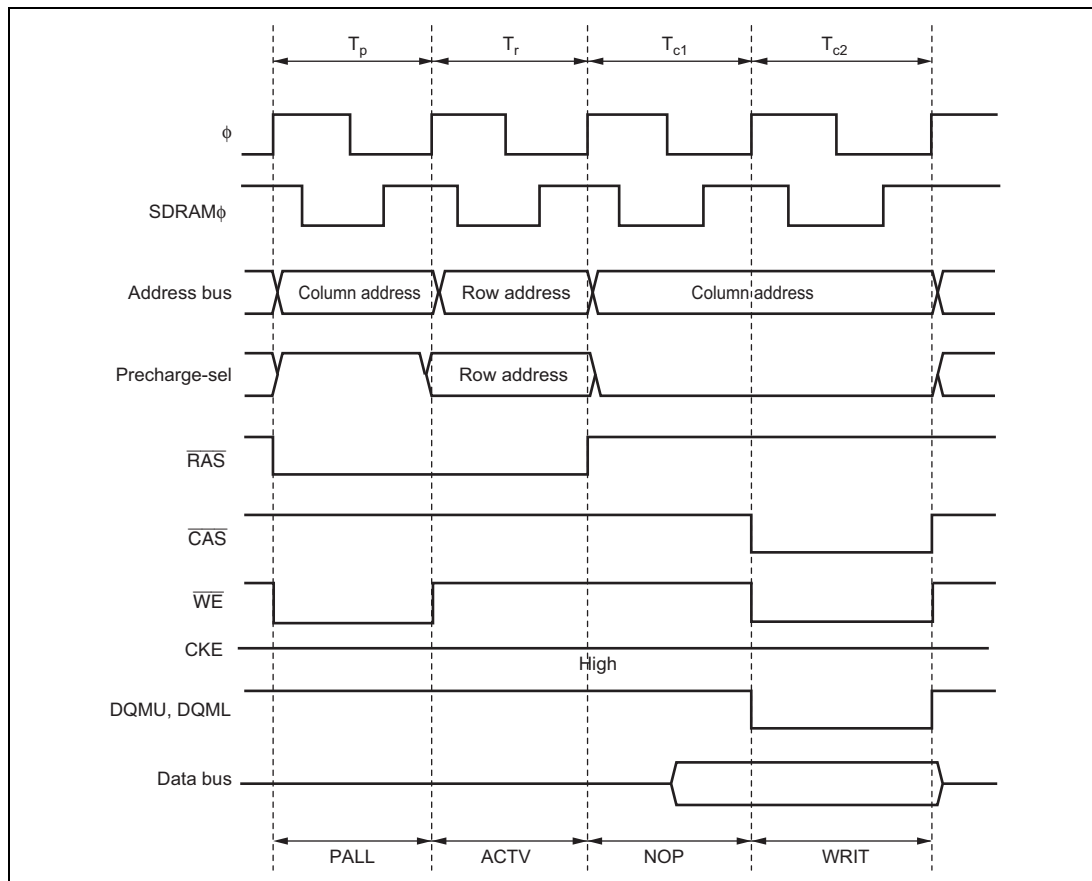 Tp Tr Tc1 Tc2
ϕ
SDRAMϕ
Address bus Column address Row address Column address
Precharge-sel Row address
RAS
CAS
WE
CKE
High
DQMU, DQML
Data bus
PALL ACTV NOP WRIT